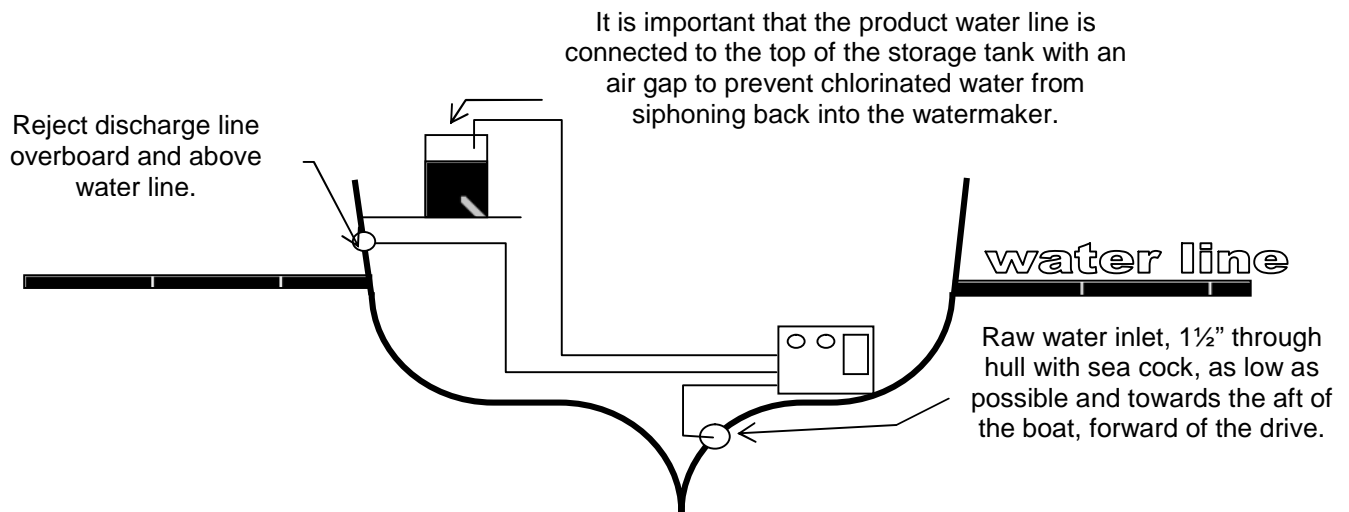 It is important that the product water line is
connected to the top of the storage tank with an
air gap to prevent chlorinated water from
siphoning back into the watermaker.
Reject discharge line
overboard and above
water line.
water line
Raw water inlet, 1½” through
hull with sea cock, as low as
possible and towards the aft of
the boat, forward of the drive.